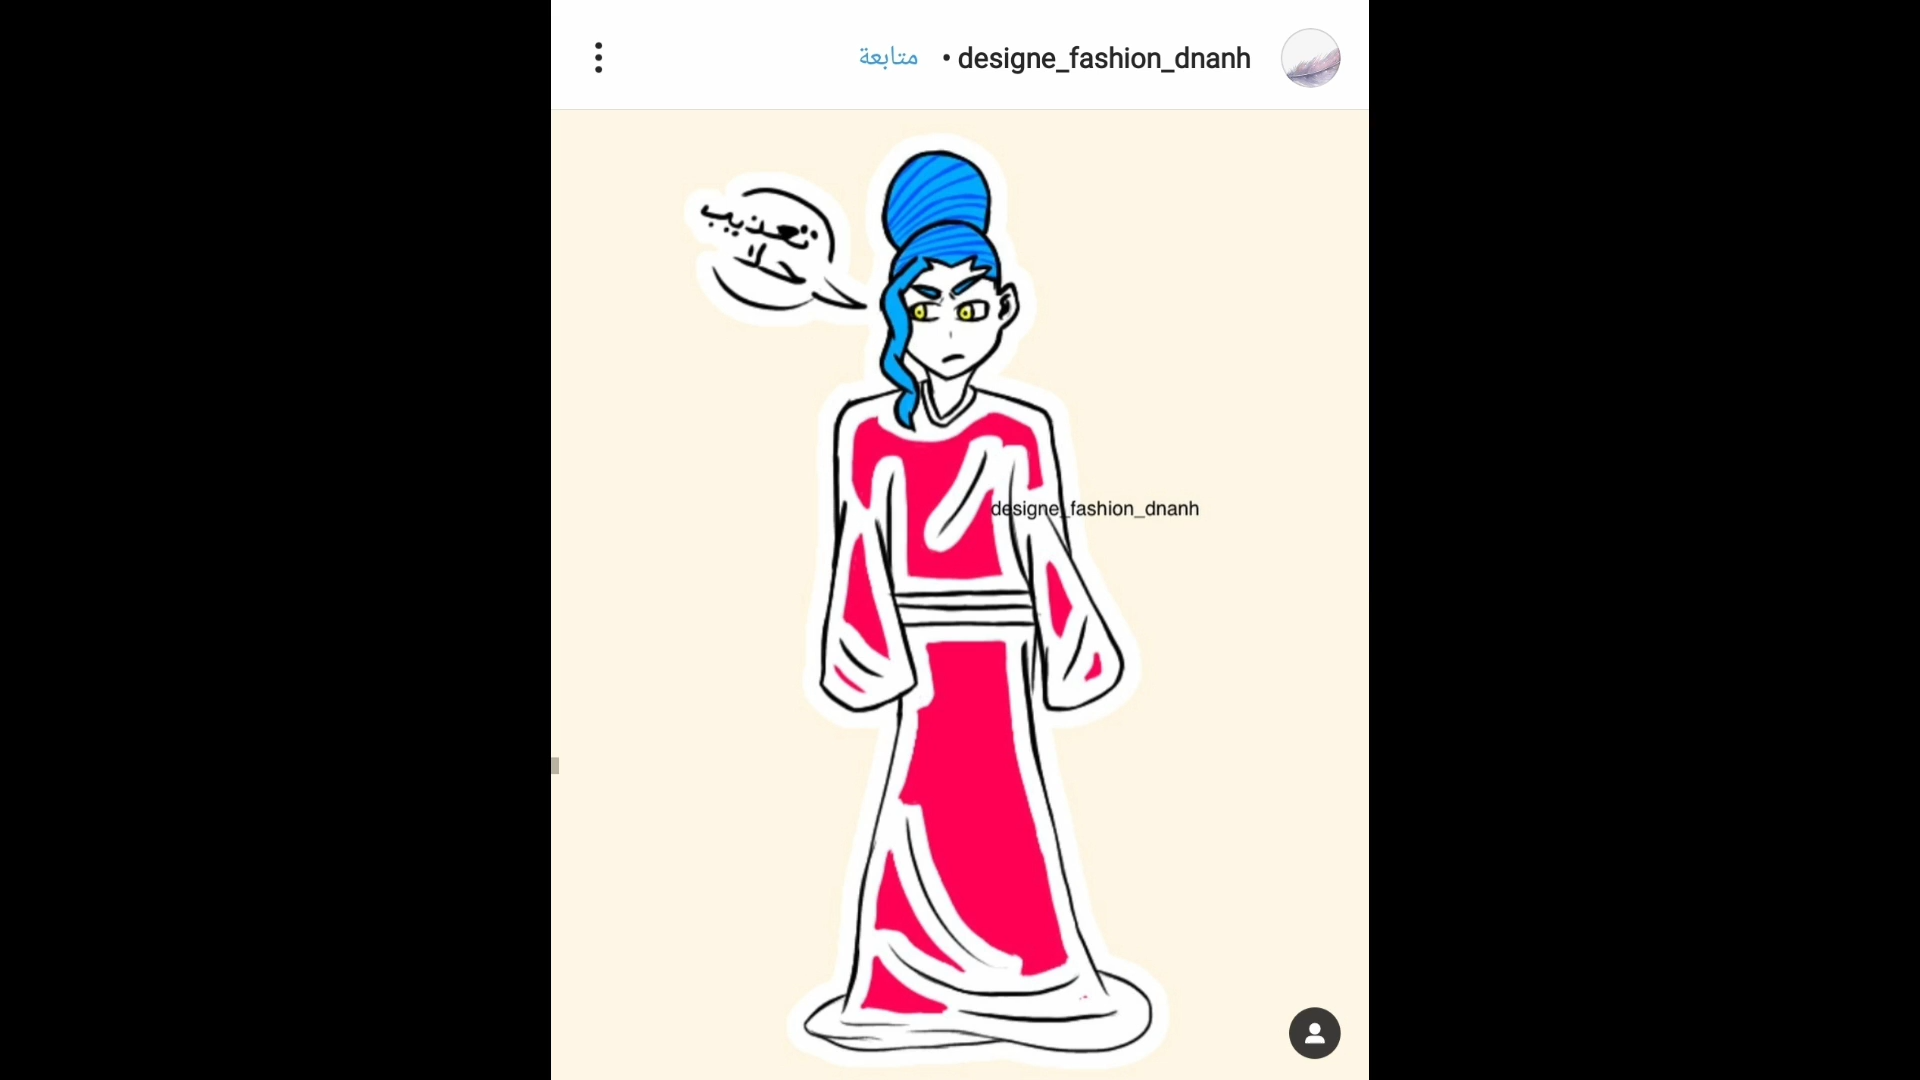 designe_fashion_dnanh • متابعة
تعذيب
حلا
designe_fashion_dnanh